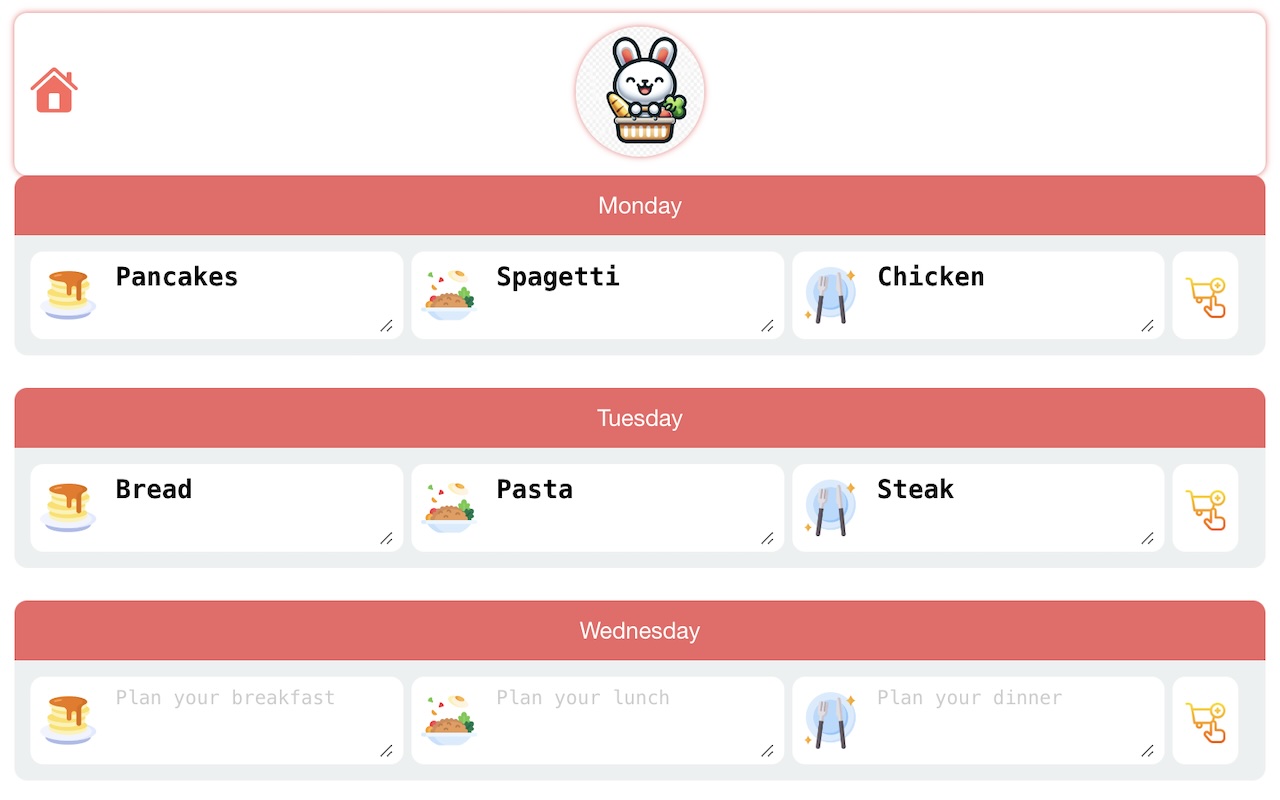 Monday
Pancakes
Spagetti
Chicken
Tuesday
Bread
Pasta
Steak
Wednesday
Plan your breakfast
Plan your lunch
Plan your dinner